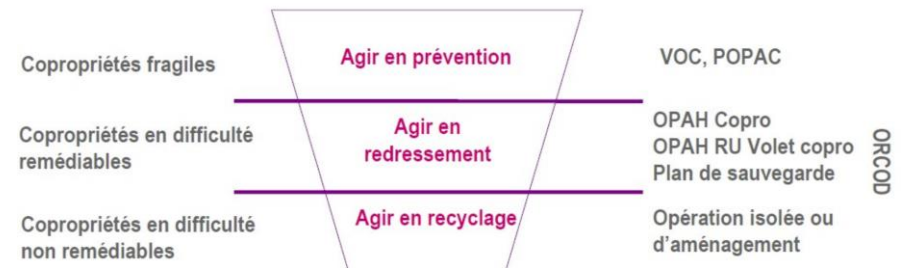 Copropriétés fragiles
Agir en prévention
VOC, POPAC
Copropriétés en difficulté
remédiables
Agir en
redressement
OPAH Copro
OPAH RU Volet copro
Plan de sauvegarde
ORCOD
Copropriétés en difficulté
non remédiables
Agir en recyclage
Opération isolée ou
d'aménagement